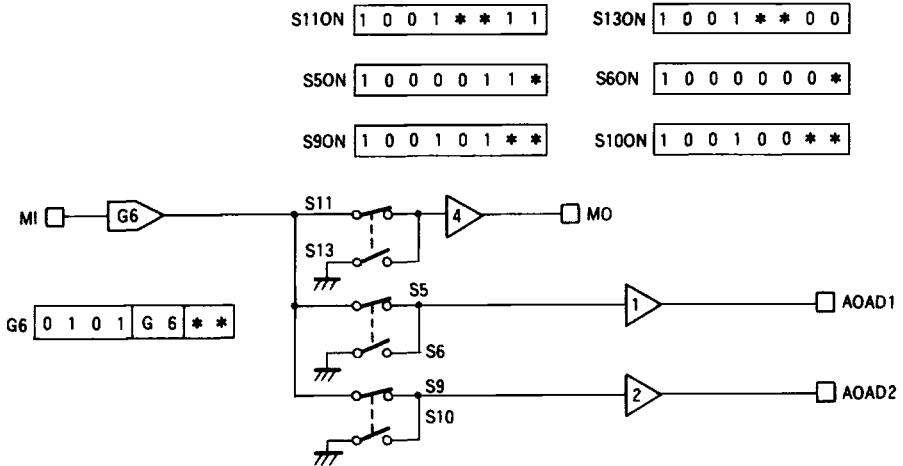 S11ON 1 0 0 1 * * 1 1 S13ON 1 0 0 1 * * 0 0
S5ON 1 0 0 0 0 1 1 * S6ON 1 0 0 0 0 0 0 *
S9ON 1 0 0 1 0 1 * * S10ON 1 0 0 1 0 0 * *
MI G6 S11 4 MO
S13
G6 0 1 0 1 G 6 * * S5 1 AOAD1
S6
S9 2 AOAD2
S10